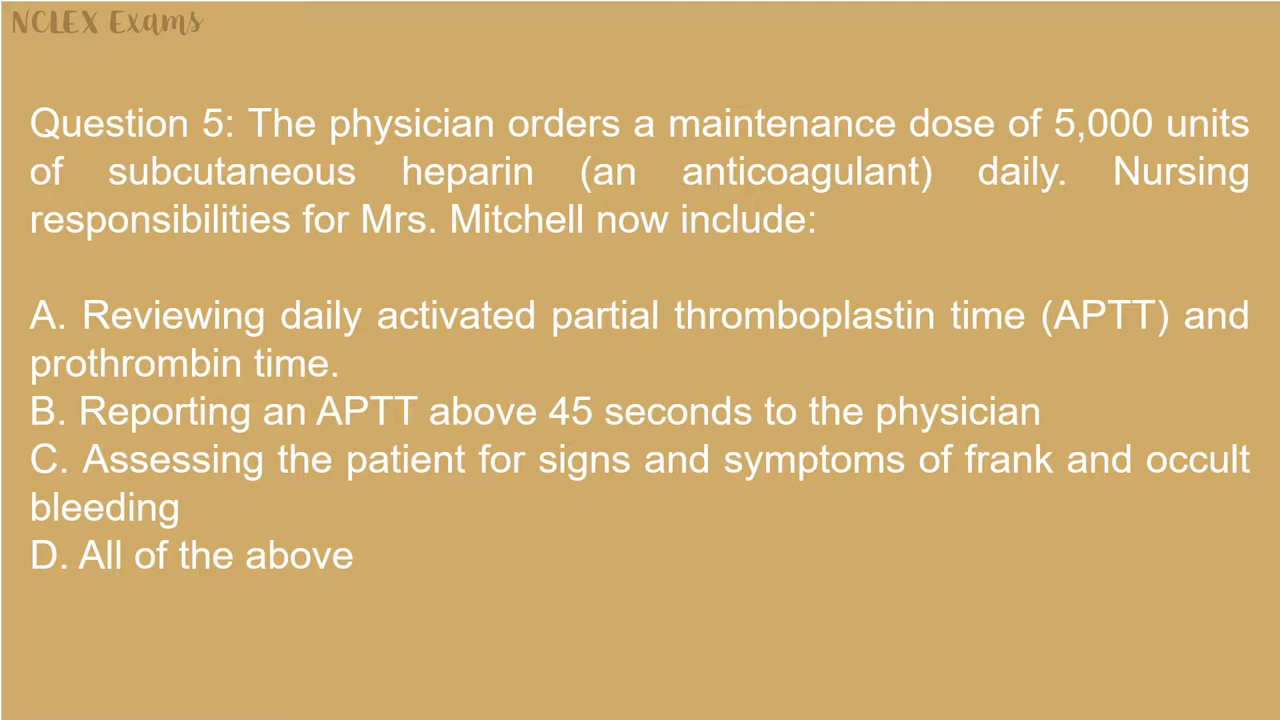 NCLEX Exams
Question 5: The physician orders a maintenance dose of 5,000 units
of subcutaneous heparin (an anticoagulant) daily. Nursing
responsibilities for Mrs. Mitchell now include:
A. Reviewing daily activated partial thromboplastin time (APTT) and
prothrombin time.
B. Reporting an APTT above 45 seconds to the physician
C. Assessing the patient for signs and symptoms of frank and occult
bleeding
D. All of the above